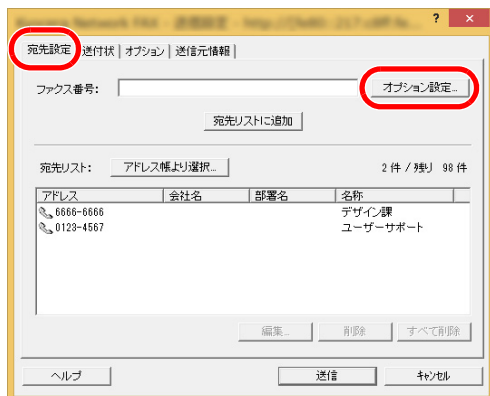 ?
宛先設定 送付状 オプション 送信元情報
ファクス番号: オプション設定...
宛先リストに追加
宛先リスト: アドレス帳より選択... 2 件 / 残り 98 件
アドレス 会社名 部署名 名称
6666-6666 デザイン課
0123-4567 ユーザーサポート
編集... 削除 すべて削除
ヘルプ 送信 キャンセル